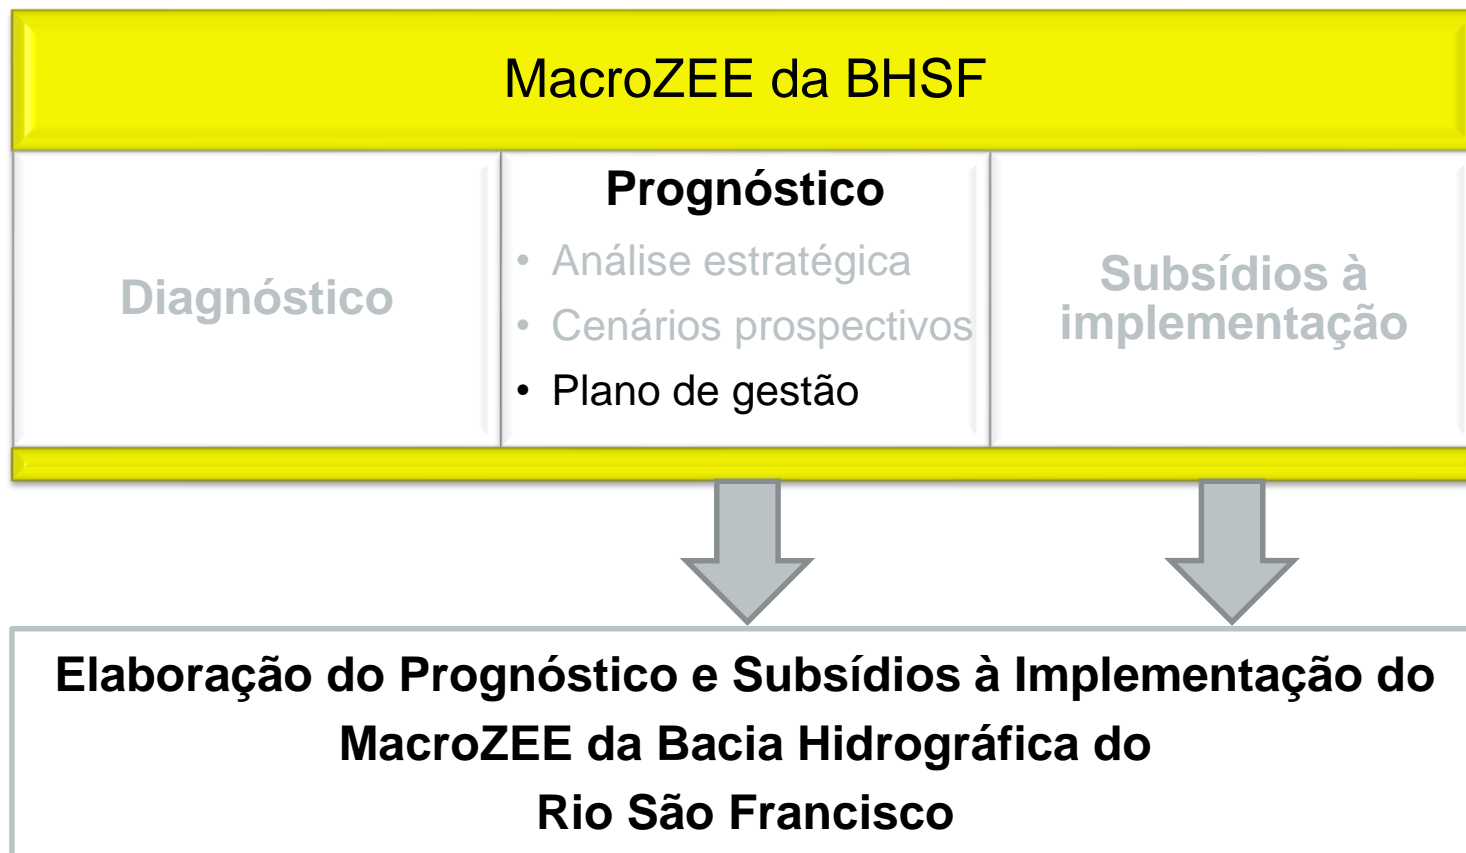 MacroZEE da BHSF
Diagnóstico
Prognóstico
• Análise estratégica
• Cenários prospectivos
• Plano de gestão
Subsídios à
implementação
Elaboração do Prognóstico e Subsídios à Implementação do
MacroZEE da Bacia Hidrográfica do
Rio São Francisco